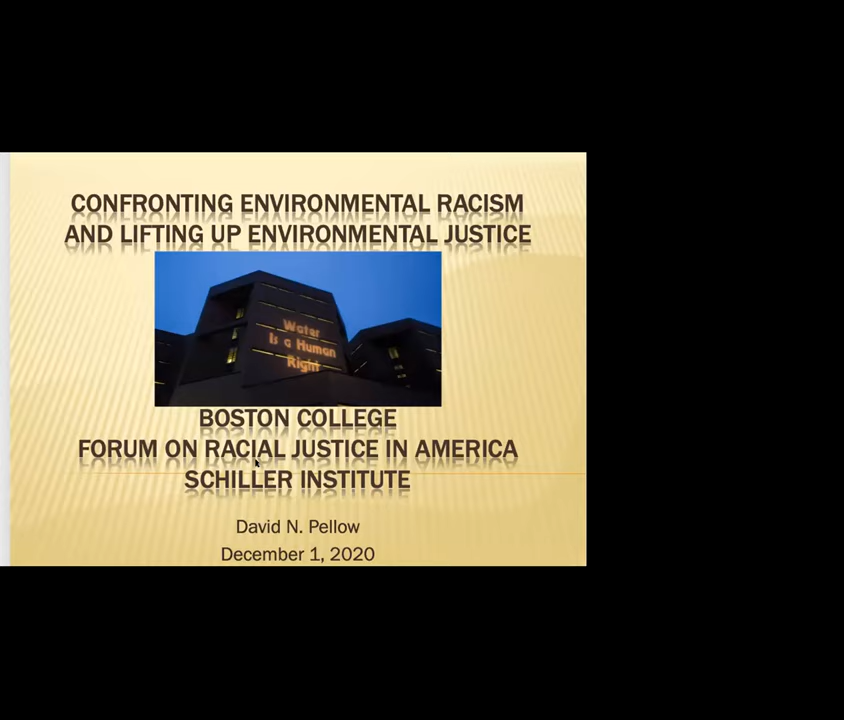 CONFRONTING ENVIRONMENTAL RACISM
AND LIFTING UP ENVIRONMENTAL JUSTICE
Water
Is a Human
Right
BOSTON COLLEGE
FORUM ON RACIAL JUSTICE IN AMERICA
SCHILLER INSTITUTE
David N. Pellow
December 1, 2020